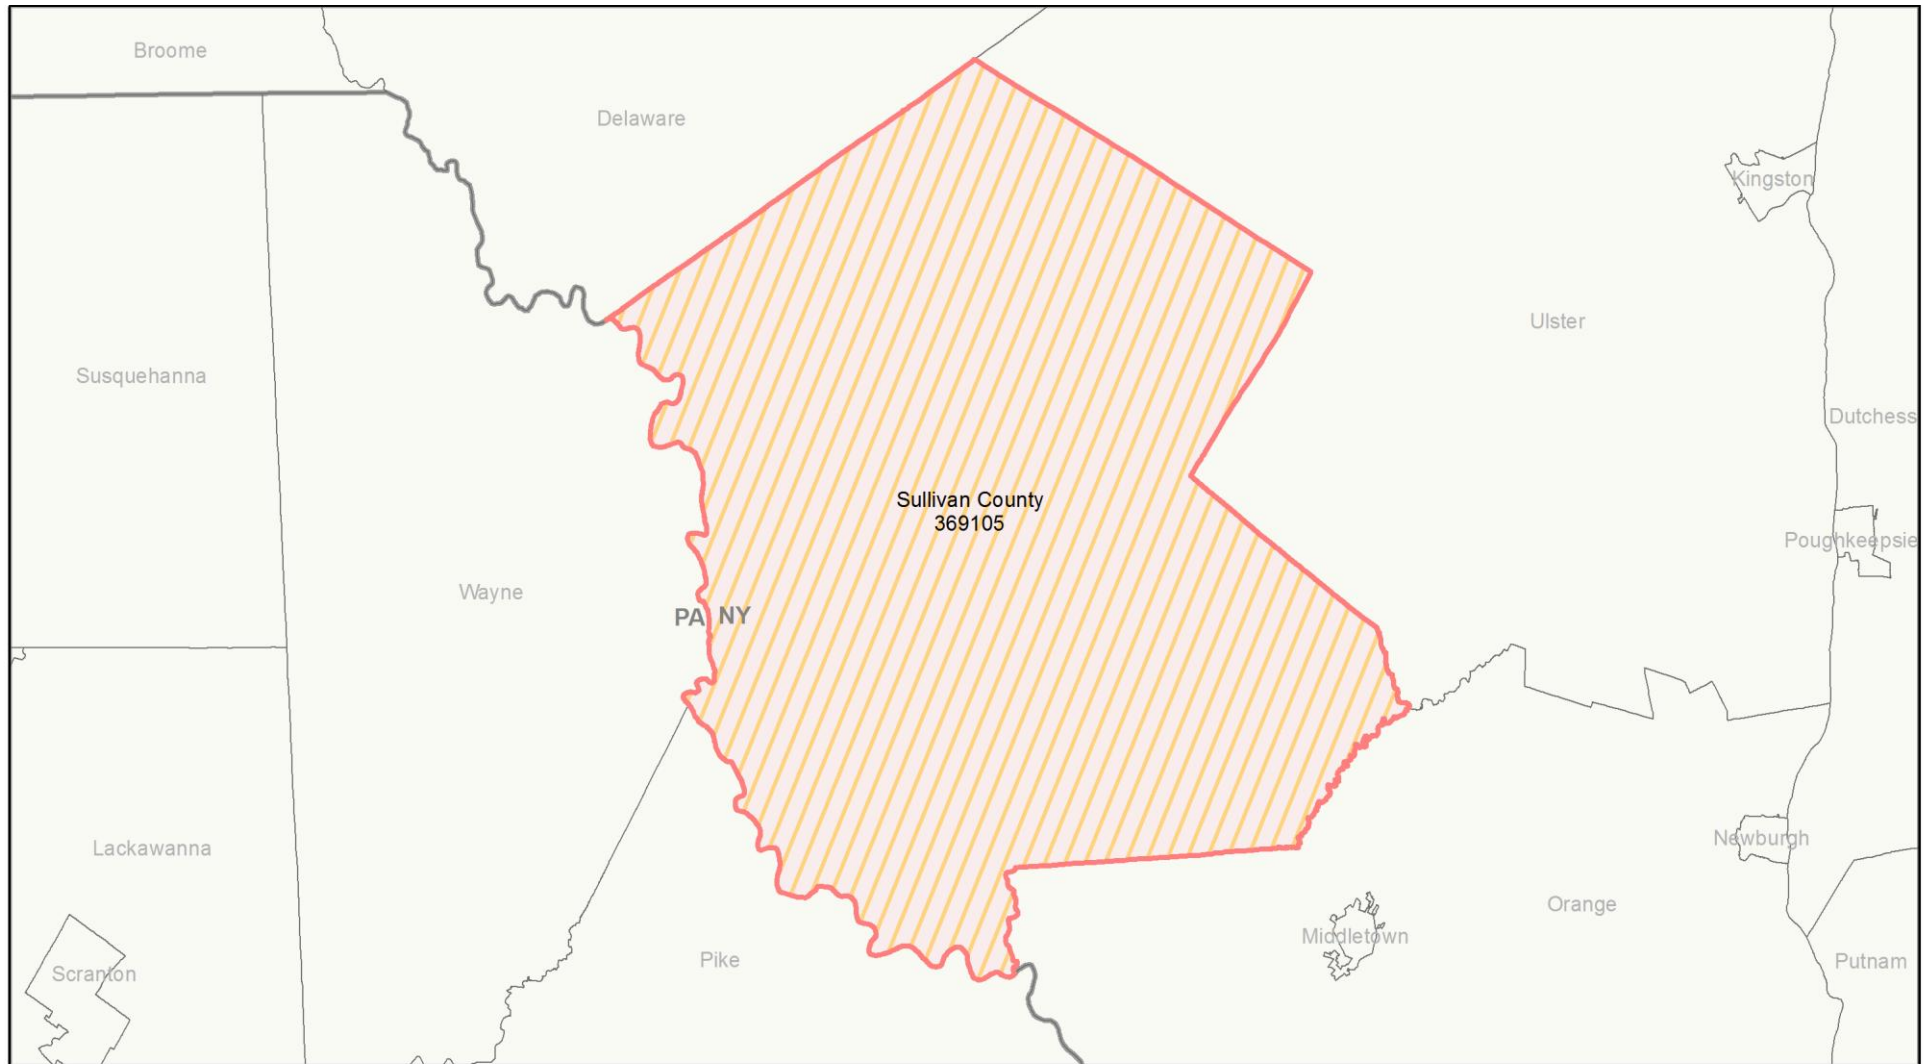 Broome
Delaware
Kingston
Ulster
Susquehanna
Dutchess
Sullivan County
369105
Poughkeepsie
Wayne
PA NY
Newburgh
Lackawanna
Orange
Middletown
Pike
Putnam
Scranton